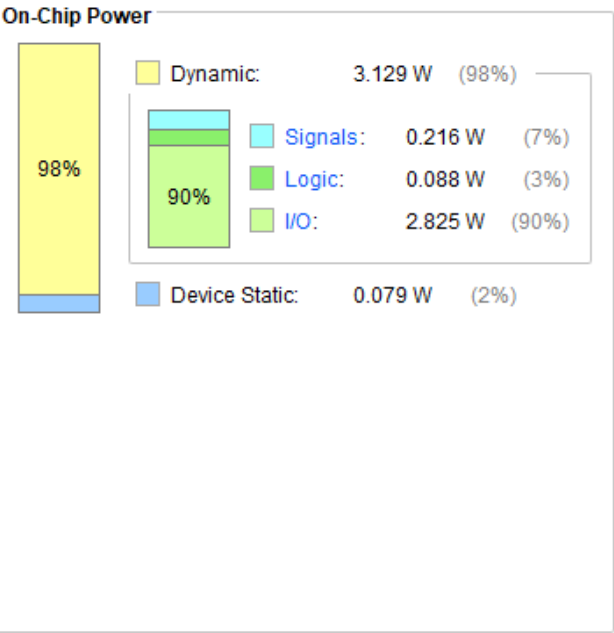 On-Chip Power
Dynamic: 3.129 W (98%)
98%
Signals: 0.216 W (7%)
Logic: 0.088 W (3%)
90%
I/O: 2.825 W (90%)
Device Static: 0.079 W (2%)